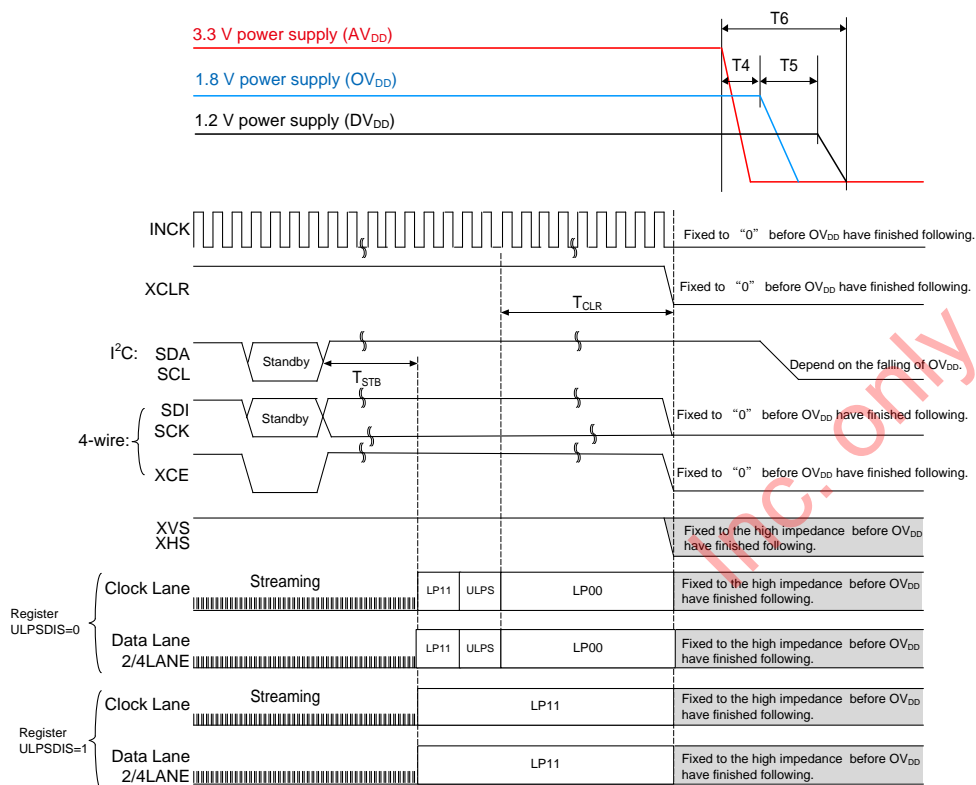 T6
3.3 V power supply (AVDD)
T4
T5
1.8 V power supply (OVDD)
1.2 V power supply (DVDD)
INCK
Fixed to “0” before OVDD have finished following.
XCLR
Fixed to “0” before OVDD have finished following.
TCLR
I2C:
SDA
SCL
Standby
TSTB
Depend on the falling of OVDD.
4-wire:
SDI
SCK
Standby
Fixed to “0” before OVDD have finished following.
XCE
Fixed to “0” before OVDD have finished following.
XVS
XHS
Fixed to the high impedance before OVDD
have finished following.
Register
ULPSDIS=0
Clock Lane
Streaming
LP11
ULPS
LP00
Fixed to the high impedance before OVDD
have finished following.
Data Lane
2/4LANE
LP11
ULPS
LP00
Fixed to the high impedance before OVDD
have finished following.
Register
ULPSDIS=1
Clock Lane
Streaming
LP11
Fixed to the high impedance before OVDD
have finished following.
Data Lane
2/4LANE
LP11
Fixed to the high impedance before OVDD
have finished following.
Inc. only